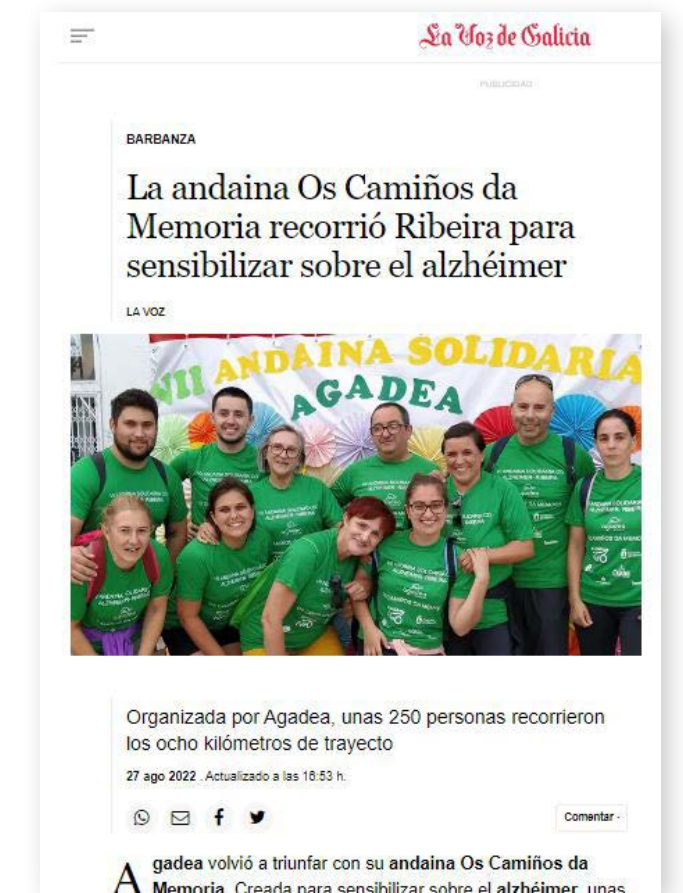 La Voz de Galicia
PUBLICIDAD
BARBANZA
La andaina Os Camiños da
Memoria recorrió Ribeira para
sensibilizar sobre el alzhéimer
LA VOZ
VII ANDAINA SOLIDARIA
AGADEA
Organizada por Agadea, unas 250 personas recorrieron
los ocho kilómetros de trayecto
27 ago 2022 . Actualizado a las 16:53 h.
Comentar ·
Agadea volvió a triunfar con su andaina Os Camiños da
Memoria. Creada para sensibilizar sobre el alzhéimer, unas